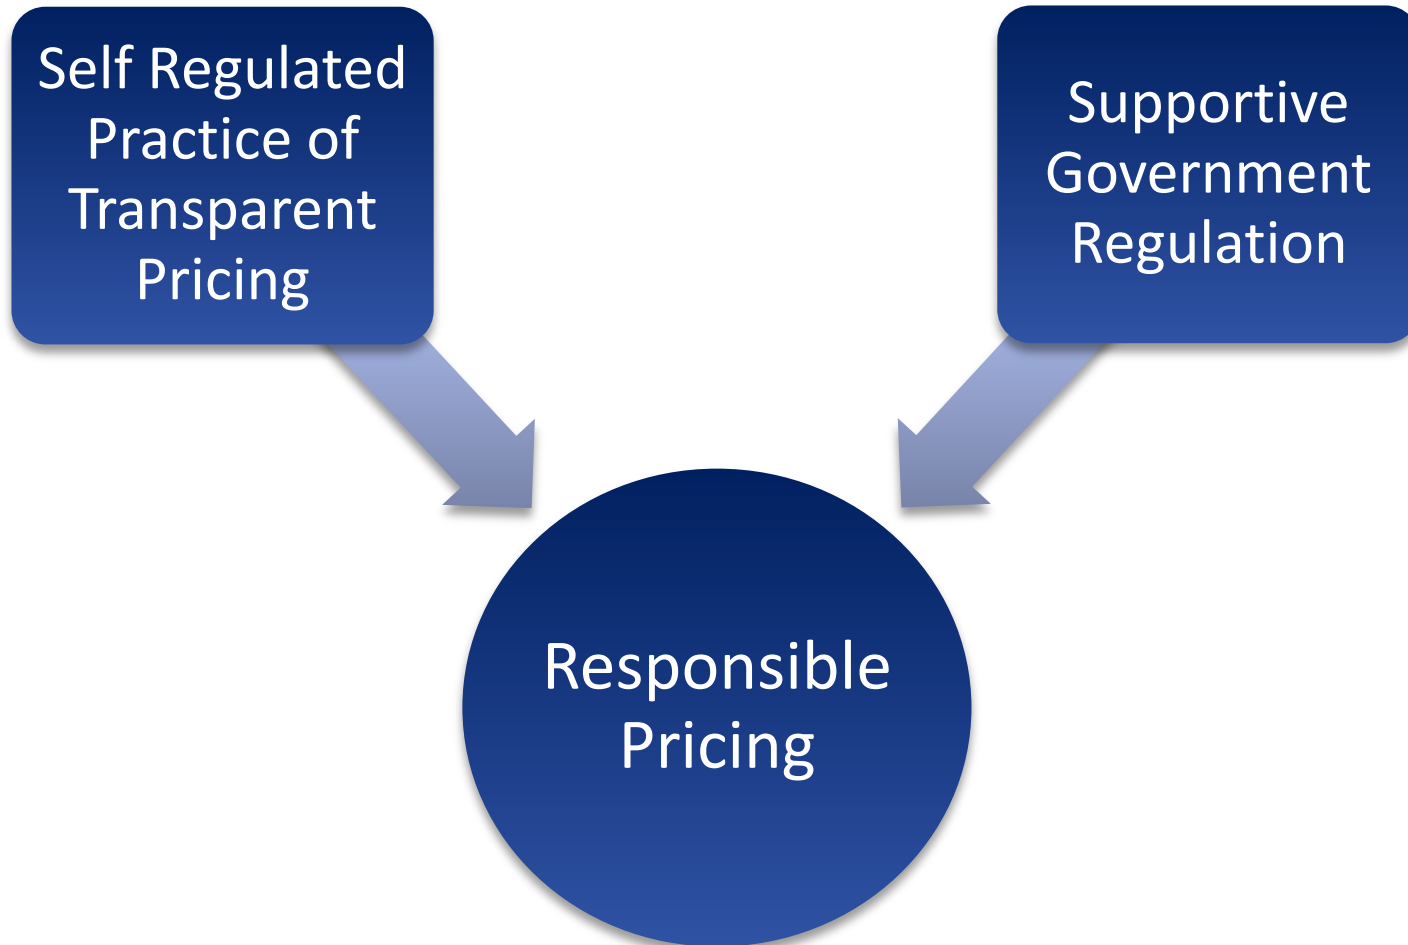 Self Regulated
Practice of
Transparent
Pricing
Supportive
Government
Regulation
Responsible
Pricing